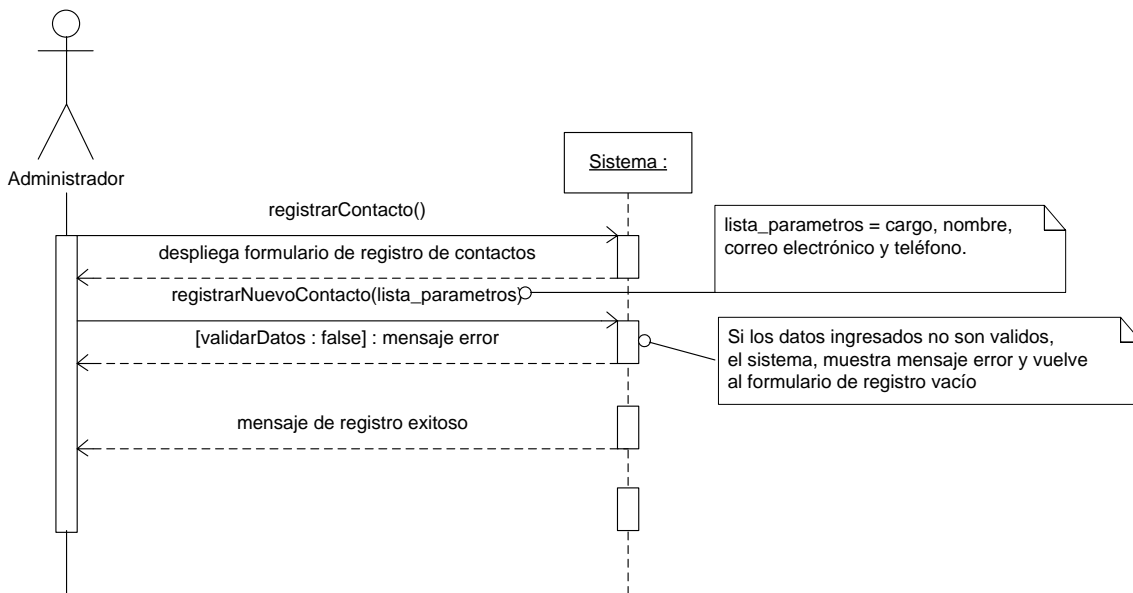 Administrador
Sistema :
registrarContacto()
lista_parametros = cargo, nombre,
correo electrónico y teléfono.
despliega formulario de registro de contactos
registrarNuevoContacto(lista_parametros)
[validarDatos : false] : mensaje error
Si los datos ingresados no son validos,
el sistema, muestra mensaje error y vuelve
al formulario de registro vacío
mensaje de registro exitoso